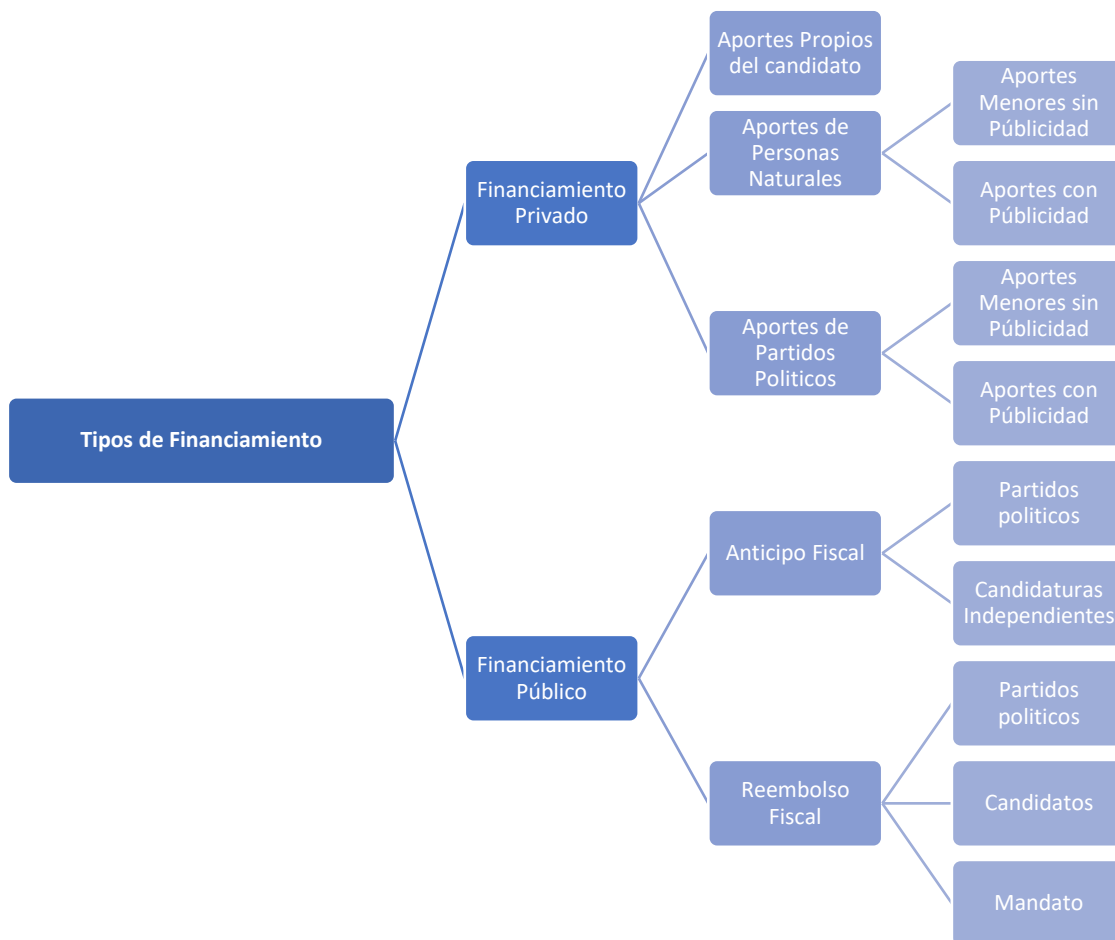 Aportes Propios
del candidato
Aportes
Menores sin
Públicidad
Aportes de
Personas
Naturales
Financiamiento
Privado
Aportes con
Públicidad
Aportes
Menores sin
Públicidad
Aportes de
Partidos
Politicos
Aportes con
Públicidad
Tipos de Financiamiento
Partidos
politicos
Anticipo Fiscal
Candidaturas
Independientes
Financiamiento
Público
Partidos
politicos
Reembolso
Fiscal
Candidatos
Mandato